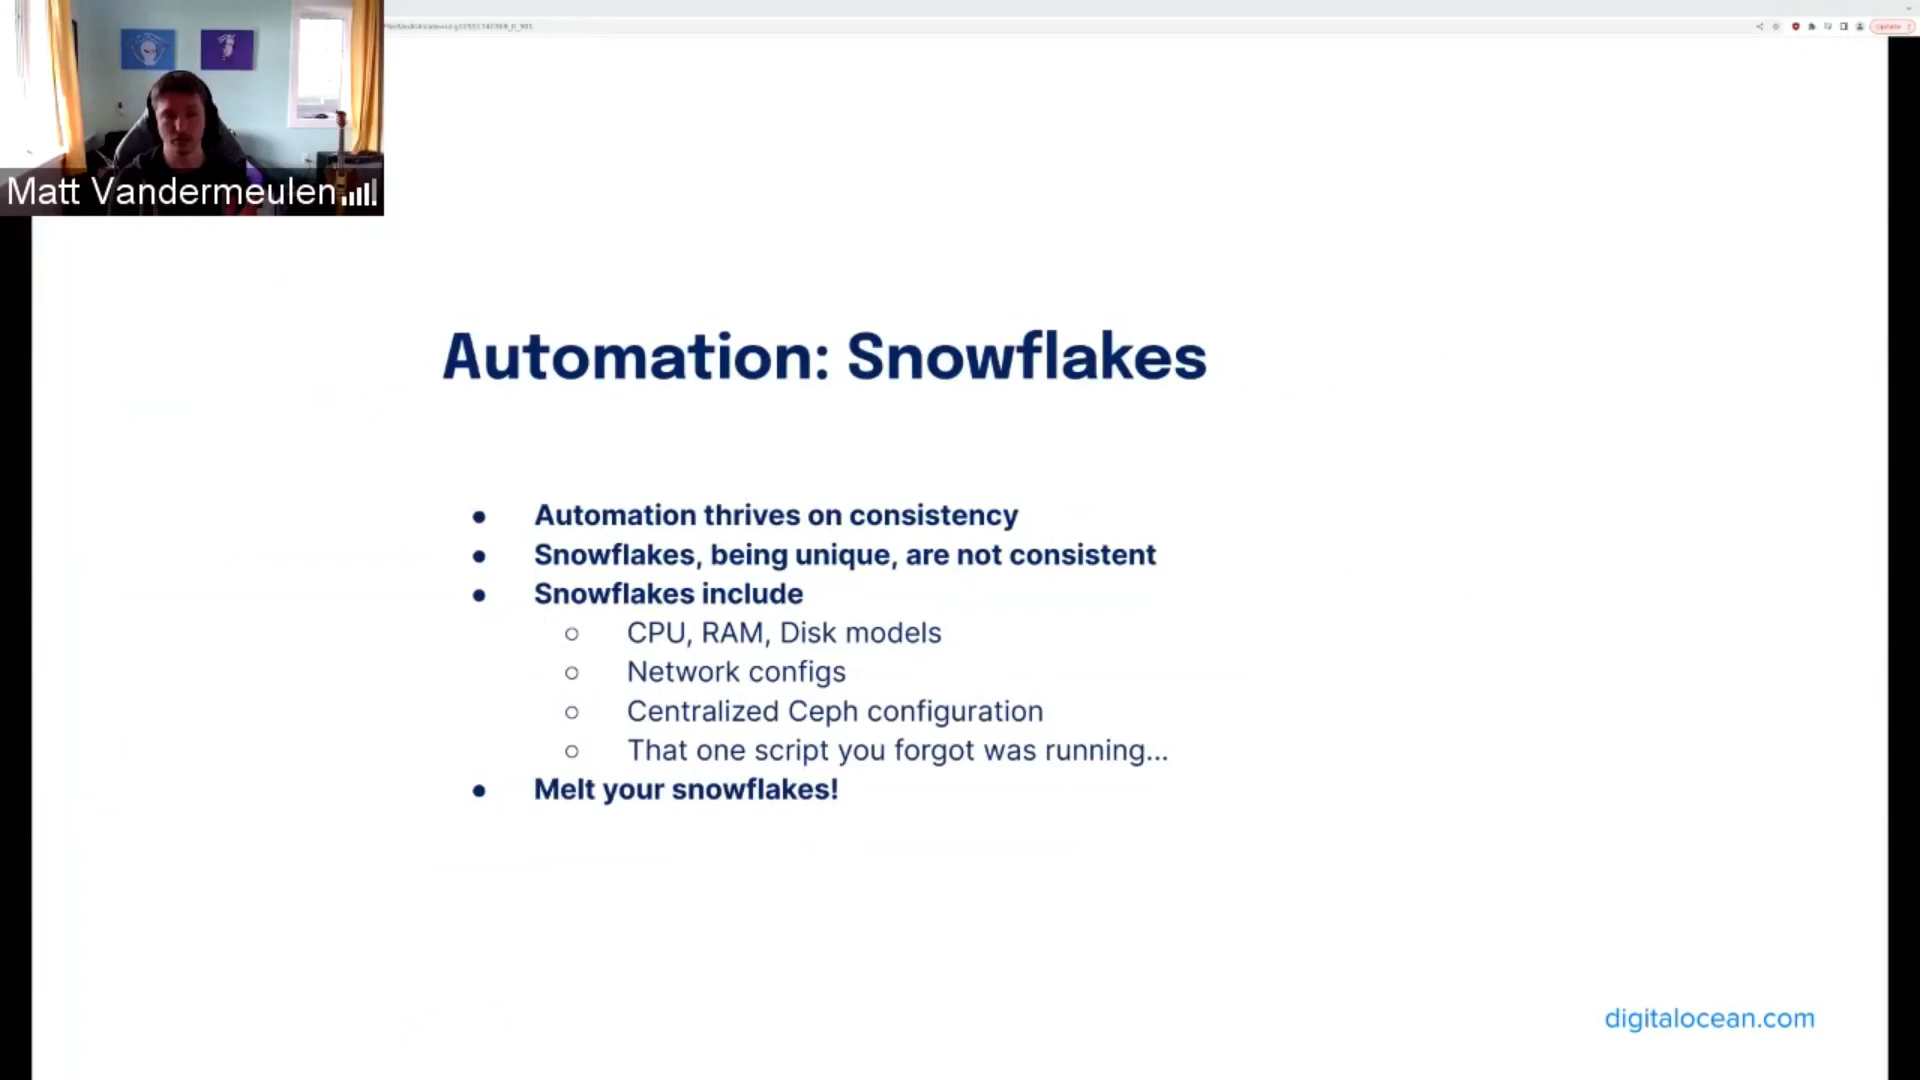 Matt Vandermeulen
Update
Automation: Snowflakes
● Automation thrives on consistency
● Snowflakes, being unique, are not consistent
● Snowflakes include
○ CPU, RAM, Disk models
○ Network configs
○ Centralized Ceph configuration
○ That one script you forgot was running...
● Melt your snowflakes!
digitalocean.com